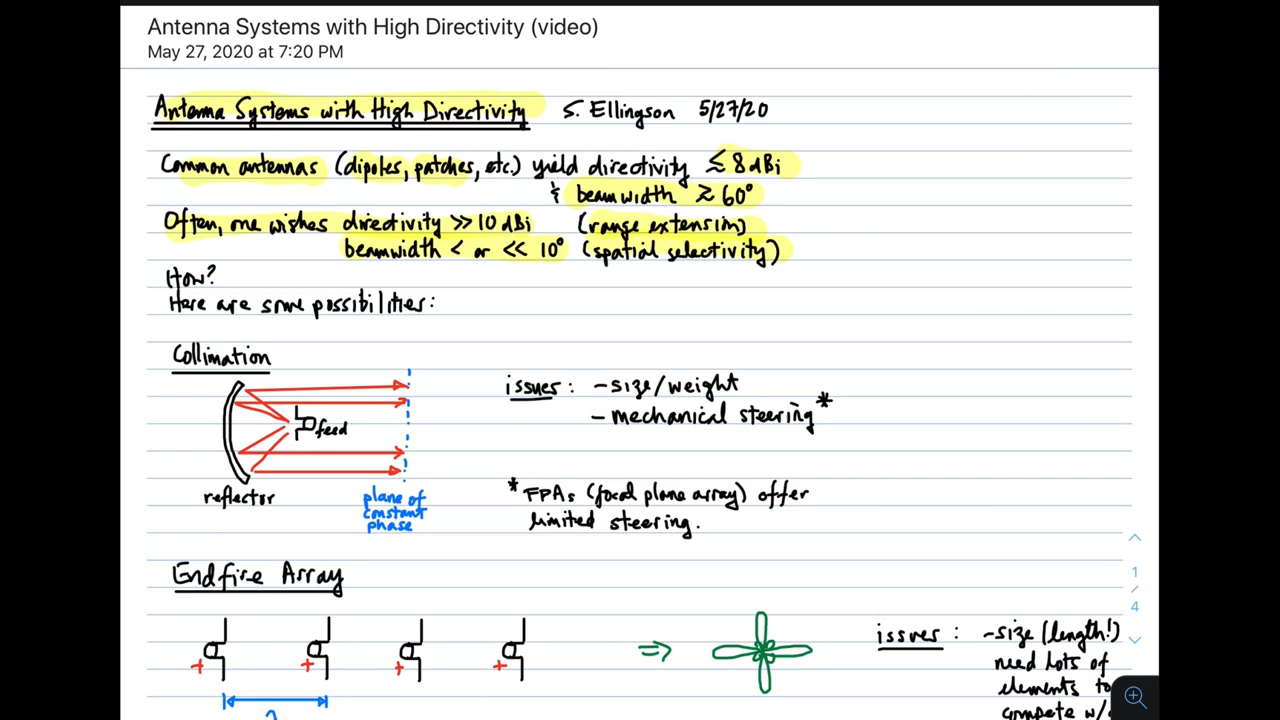 Antenna Systems with High Directivity (video)
May 27, 2020 at 7:20 PM
Antenna Systems with High Directivity S. Ellingson 5/27/20
Common antennas (dipoles, patches, etc.) yield directivity ≲ 8 dBi
& beamwidth ≳ 60°
Often, one wishes directivity >> 10 dBi (range extension)
beamwidth < or << 10° (spatial selectivity)
How?
Here are some possibilities:
Collimation
issues: - size/weight
- mechanical steering*
feed
reflector
plane of
constant
phase
* FPAs (focal plane array) offer
limited steering.
Endfire Array
+ + + +
⇒
issues: - size (length!)
need lots of
elements to
compete w/
1
/
4